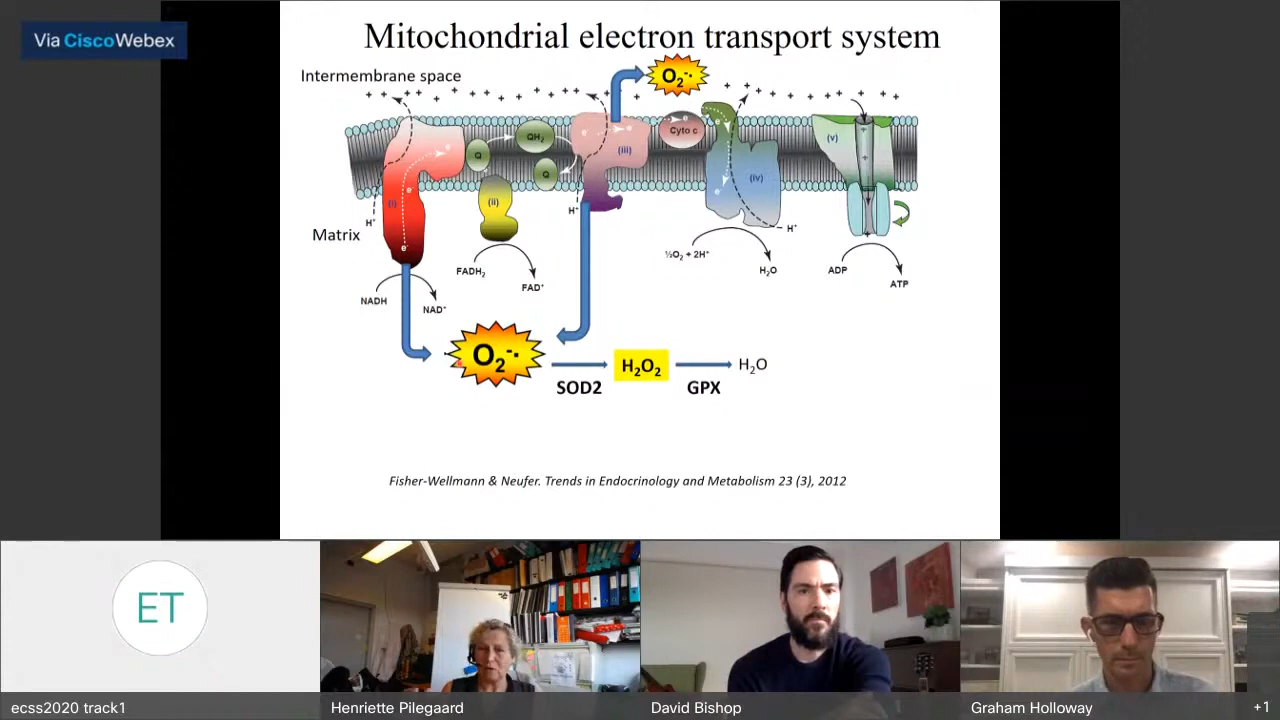 Via CiscoWebex
Mitochondrial electron transport system
Intermembrane space
O₂⁻·
e⁻
e⁻
e⁻
e⁻
Cyto c
e⁻
QH₂
Q
Q
(i)
(ii)
(iii)
(iv)
(v)
e⁻
e⁻
e⁻
H⁺
H⁺
H⁺
Matrix
½O₂ + 2H⁺
H₂O
FADH₂
FAD⁺
ADP
ATP
NADH
NAD⁺
O₂⁻·
H₂O₂
H₂O
SOD2
GPX
Fisher-Wellmann & Neufer. Trends in Endocrinology and Metabolism 23 (3), 2012
ET
ecss2020 track1
Henriette Pilegaard
David Bishop
Graham Holloway
+1